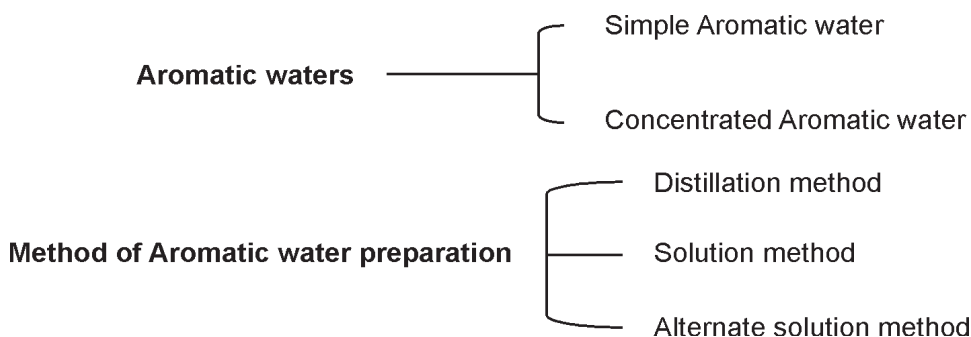 Simple Aromatic water
Aromatic waters
Concentrated Aromatic water
Distillation method
Method of Aromatic water preparation
Solution method
Alternate solution method